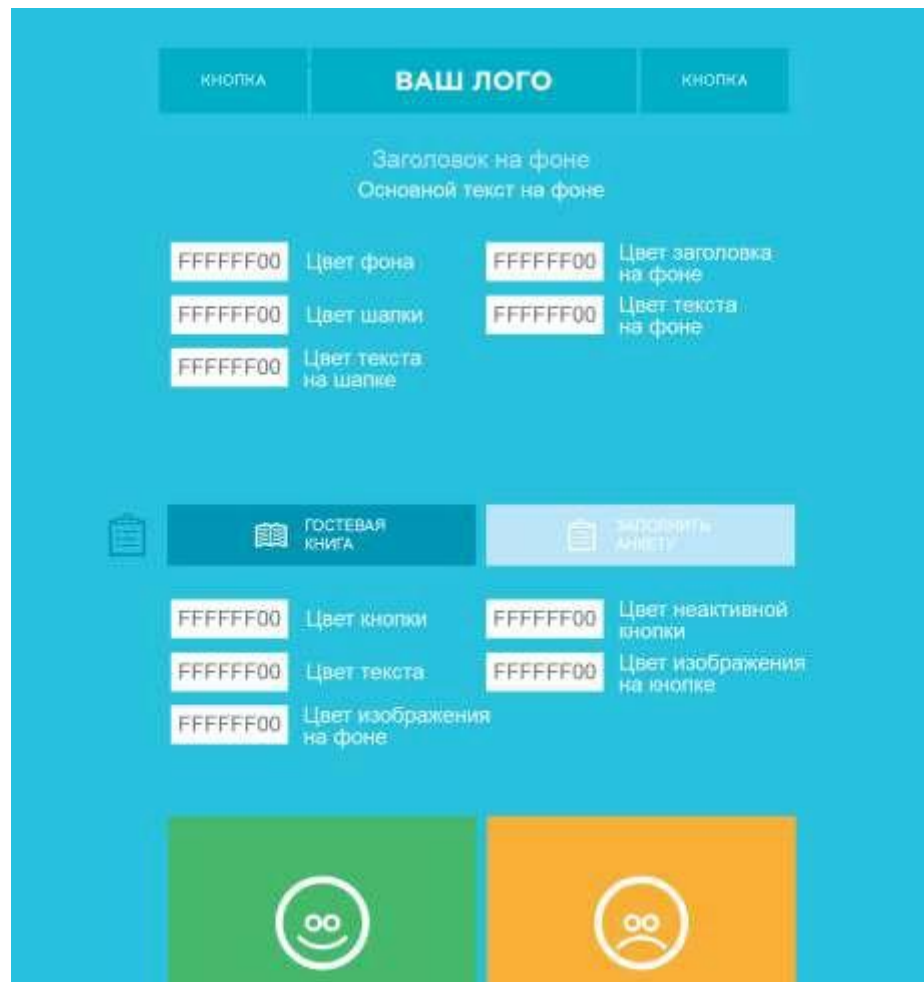 КНОПКА
ВАШ ЛОГО
КНОПКА
Заголовок на фоне
Основной текст на фоне
FFFFFF00 Цвет фона
FFFFFF00 Цвет заголовка
на фоне
FFFFFF00 Цвет шапки
FFFFFF00 Цвет текста
на фоне
FFFFFF00 Цвет текста
на шапке
ГОСТЕВАЯ
КНИГА
ЗАПОЛНИТЬ
АНКЕТУ
FFFFFF00 Цвет кнопки
FFFFFF00 Цвет неактивной
кнопки
FFFFFF00 Цвет текста
FFFFFF00 Цвет изображения
на кнопке
FFFFFF00 Цвет изображения
на фоне